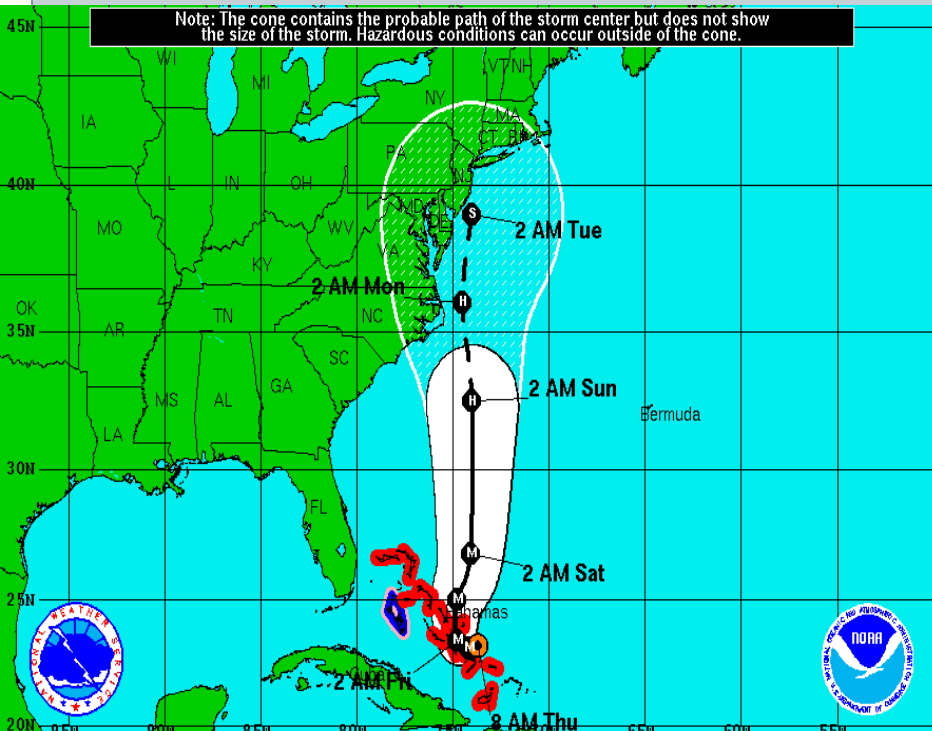 Note: The cone contains the probable path of the storm center but does not show
the size of the storm. Hazardous conditions can occur outside of the cone.
45N
WI
MI
VT
NH
NY
MA
IA
CT
PA
40N
IN
OH
NJ
MD
DE
2 AM Tue
MO
WV
VA
KY
2 AM Mon
OK
TN
NC
AR
35N
SC
GA
2 AM Sun
MS
AL
Bermuda
LA
30N
FL
2 AM Sat
25N
Bahamas
NATIONAL WEATHER SERVICE
NOAA
2 AM Fri
8 AM Thu
20N
S
H
H
M
M
M
M